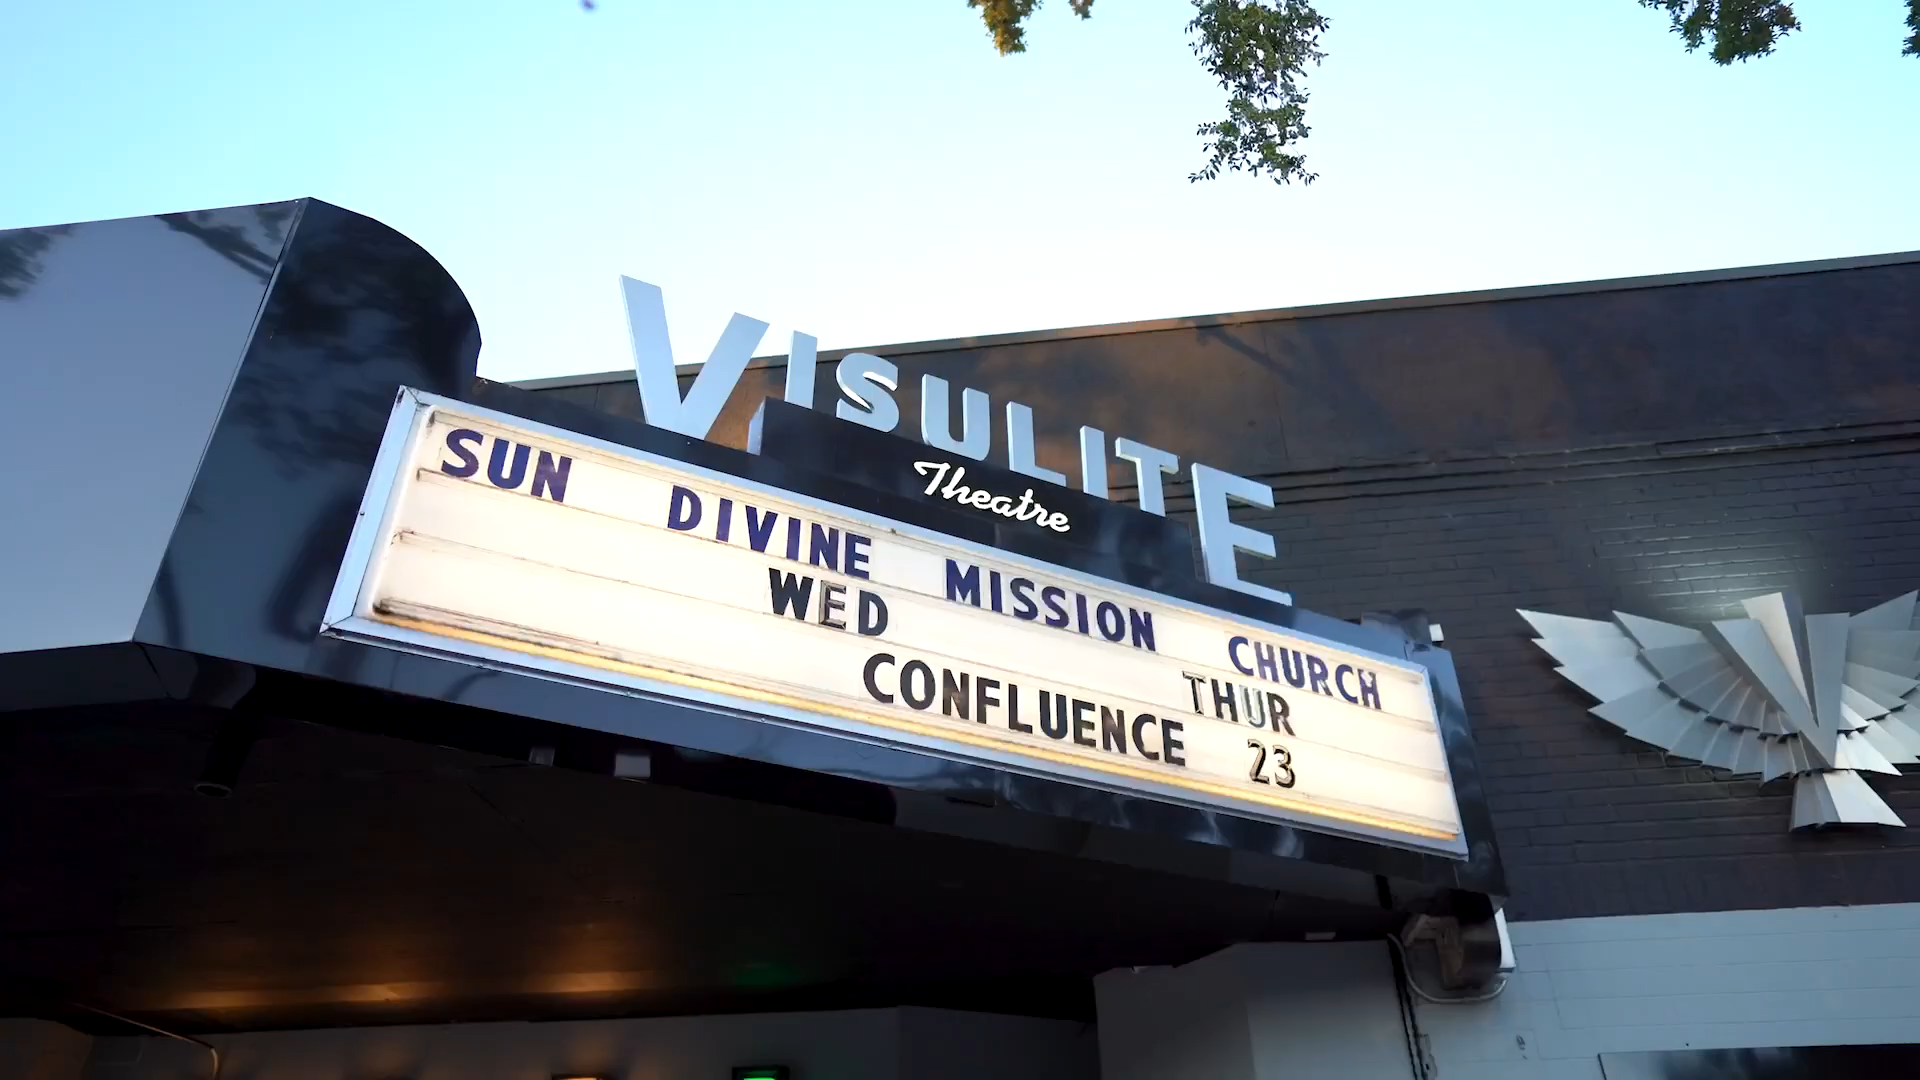 VISULITE
Theatre
SUN DIVINE MISSION CHURCH
WED THUR
CONFLUENCE 23